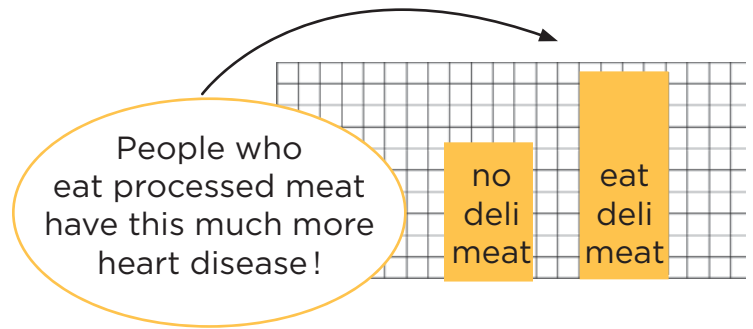 People who
eat processed meat
have this much more
heart disease!
no
deli
meat
eat
deli
meat